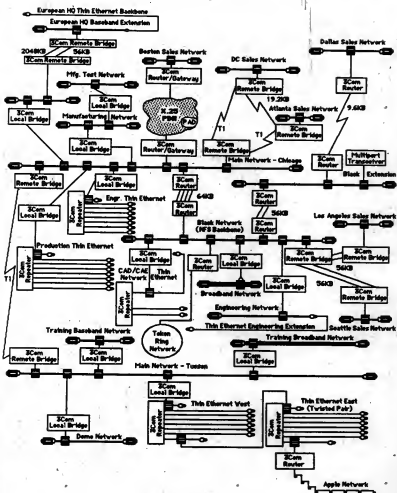 European HQ Thin Ethernet Backbone
European HQ Baseband Extension
3Com Remote Bridge
2048KB
56KB
3Com Remote Bridge
Boston Sales Network
3Com
Router/Gateway
DC Sales Network
3Com
Remote Bridge
Dallas Sales Network
3Com
Router
Mfg. Test Network
3Com
Local Bridge
X.25
PDN
PAD
19.2KB
9.6KB
Atlanta Sales Network
3Com
Local Bridge
Manufacturing Network
3Com
Local Bridge
3Com
Router/Gateway
T1
T1
3Com
Remote Bridge
3Com
Remote Bridge
Multiport
Transceiver
3Com
Router
Main Network - Chicago
Blook Extension
3Com
Remote Bridge
3Com
Local Bridge
Engr. Thin Ethernet
3Com
Repeater
3Com
Router
64KB
3Com
Router
3Com
Router
56KB
3Com
Router
Blook Network
(NFS Backbone)
Los Angeles Sales Network
Production Thin Ethernet
3Com
Repeater
T1
3Com
Local Bridge
CAD/CAE
Network
Thin
Ethernet
3Com
Repeater
3Com
Router
3Com
Local Bridge
Broadband Network
3Com
Local Bridge
3Com
Remote Bridge
3Com
Remote Bridge
56KB
56KB
3Com
Remote Bridge
Engineering Network
Thin Ethernet Engineering Extension
Seattle Sales Network
Token
Ring
Network
Training Baseband Network
Training Broadband Network
3Com
Remote Bridge
3Com
Local Bridge
3Com
Local Bridge
Main Network - Tucson
3Com
Local Bridge
Thin Ethernet West
3Com
Repeater
Thin Ethernet East
(Twisted Pair)
3Com
Repeater
3Com
Local Bridge
Demo Network
3Com
Router
Apple Network